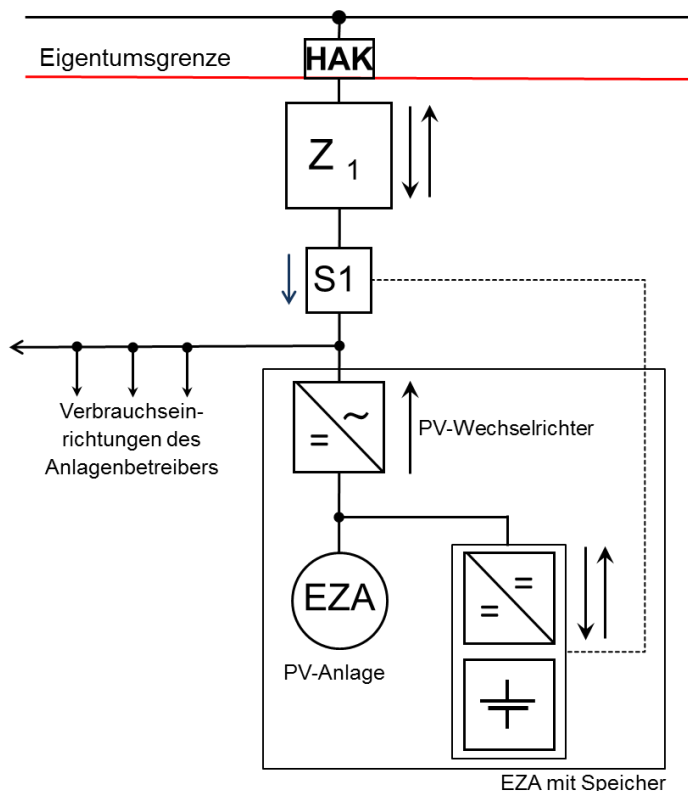 Eigentumsgrenze
HAK
Z 1
S1
Verbrauchsein-
richtungen des
Anlagenbetreibers
~
=
PV-Wechselrichter
EZA
PV-Anlage
=
=
EZA mit Speicher